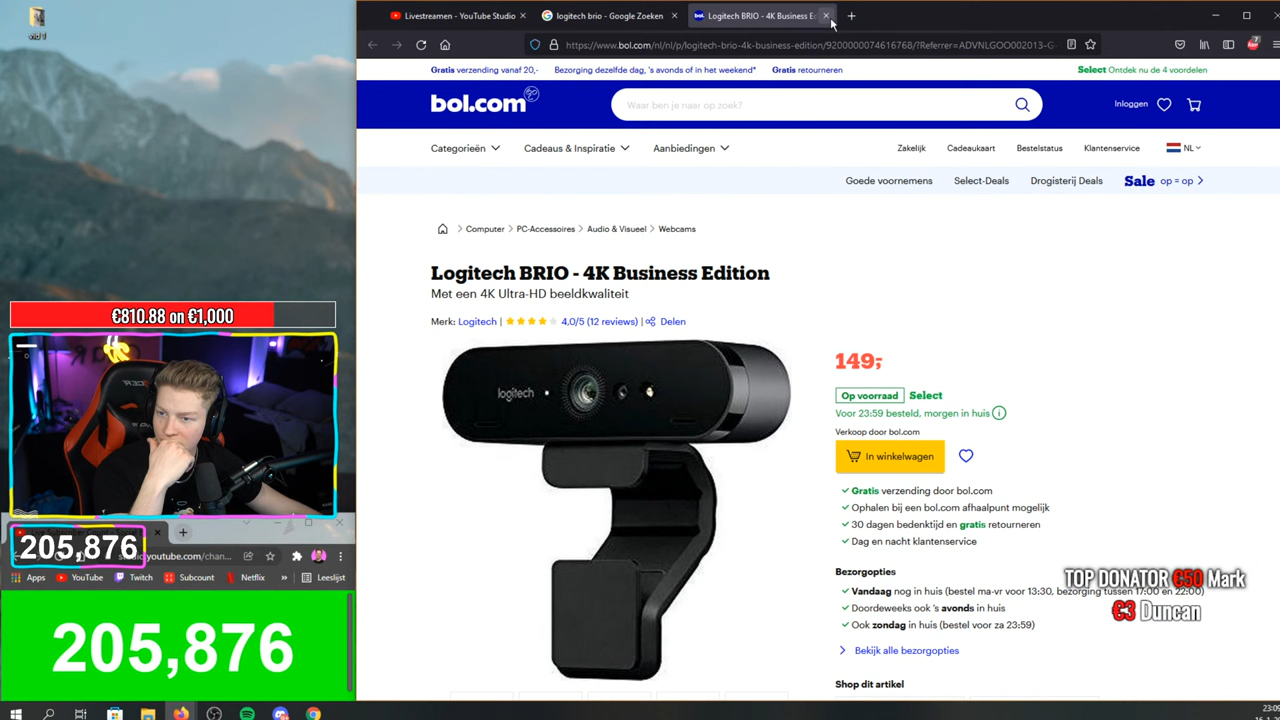 vid 1
Livestreamen - YouTube Studio
logitech brio - Google Zoeken
Logitech BRIO - 4K Business E
https://www.bol.com/nl/nl/p/logitech-brio-4k-business-edition/9200000074616768/?Referrer=ADVNLGOO002013-G
7
Gratis verzending vanaf 20,-
Bezorging dezelfde dag, 's avonds of in het weekend*
Gratis retourneren
Select Ontdek nu de 4 voordelen
bol.com
Waar ben je naar op zoek?
Inloggen
Categorieën
Cadeaus & Inspiratie
Aanbiedingen
Zakelijk
Cadeaukaart
Bestelstatus
Klantenservice
NL
Goede voornemens
Select-Deals
Drogisterij Deals
Sale op = op
Computer
PC-Accessoires
Audio & Visueel
Webcams
Logitech BRIO - 4K Business Edition
Met een 4K Ultra-HD beeldkwaliteit
Merk: Logitech | 4,0/5 (12 reviews) | Delen
logitech
149,-
Op voorraad Select
Voor 23:59 besteld, morgen in huis
Verkoop door bol.com
In winkelwagen
Gratis verzending door bol.com
Ophalen bij een bol.com afhaalpunt mogelijk
30 dagen bedenktijd en gratis retourneren
Dag en nacht klantenservice
Bezorgopties
Vandaag nog in huis (bestel ma-vr voor 13:30, bezorging tussen 17:00 en 22:00)
Doordeweeks ook 's avonds in huis
Ook zondag in huis (bestel voor za 23:59)
Bekijk alle bezorgopties
Shop dit artikel
TOP DONATOR €50 Mark
€3 Duncan
€810.88 on €1,000
205,876
studio.youtube.com/chan...
Apps
YouTube
Twitch
Subcount
Netflix
»
Leeslijst
205,876
23:09